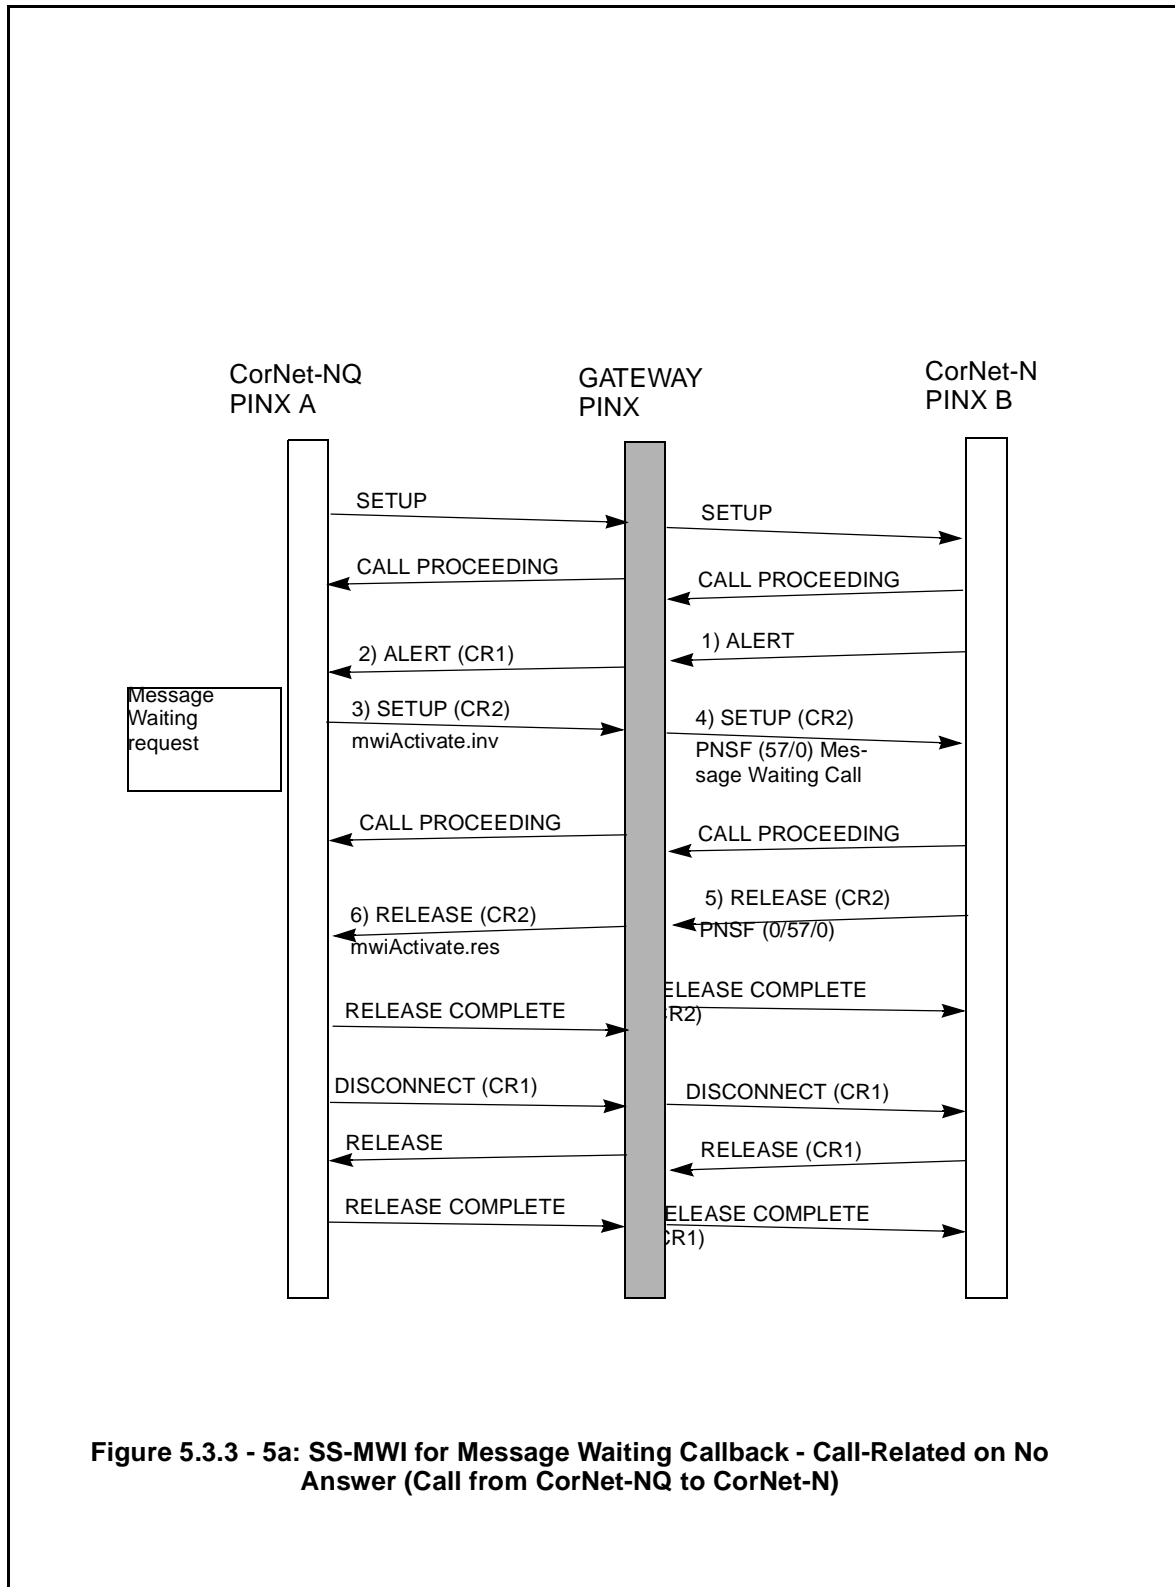 CorNet-NQ
PINX A
GATEWAY
PINX
CorNet-N
PINX B
SETUP
SETUP
CALL PROCEEDING
CALL PROCEEDING
1) ALERT
2) ALERT (CR1)
Message
Waiting
request
3) SETUP (CR2)
mwiActivate.inv
4) SETUP (CR2)
PNSF (57/0) Mes-
sage Waiting Call
CALL PROCEEDING
CALL PROCEEDING
5) RELEASE (CR2)
PNSF (0/57/0)
6) RELEASE (CR2)
mwiActivate.res
RELEASE COMPLETE
ELEASE COMPLETE
CR2)
DISCONNECT (CR1)
DISCONNECT (CR1)
RELEASE
RELEASE (CR1)
RELEASE COMPLETE
ELEASE COMPLETE
CR1)
Figure 5.3.3 - 5a: SS-MWI for Message Waiting Callback - Call-Related on No
Answer (Call from CorNet-NQ to CorNet-N)